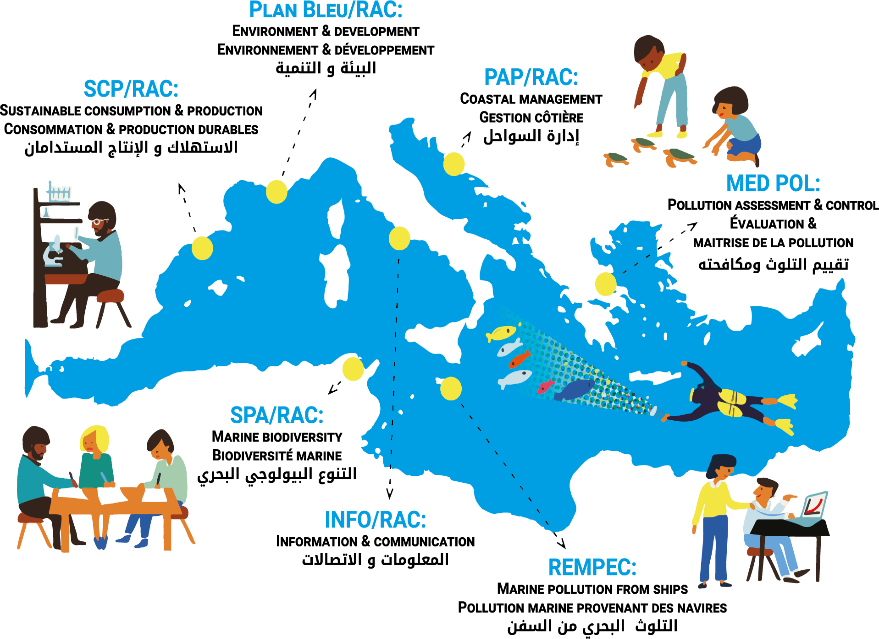 PLAN BLEU/RAC:
ENVIRONMENT & DEVELOPMENT
ENVIRONNEMENT & DÉVELOPPEMENT
البيئة و التنمية
SCP/RAC:
SUSTAINABLE CONSUMPTION & PRODUCTION
CONSOMMATION & PRODUCTION DURABLES
الاستهلاك و الإنتاج المستدامان
PAP/RAC:
COASTAL MANAGEMENT
GESTION CÔTIÈRE
إدارة السواحل
MED POL:
POLLUTION ASSESSMENT & CONTROL
ÉVALUATION &
MAITRISE DE LA POLLUTION
تقييم التلوث ومكافحته
SPA/RAC:
MARINE BIODIVERSITY
BIODIVERSITÉ MARINE
التنوع البيولوجي البحري
INFO/RAC:
INFORMATION & COMMUNICATION
المعلومات و الاتصالات
REMPEC:
MARINE POLLUTION FROM SHIPS
POLLUTION MARINE PROVENANT DES NAVIRES
التلوث البحري من السفن